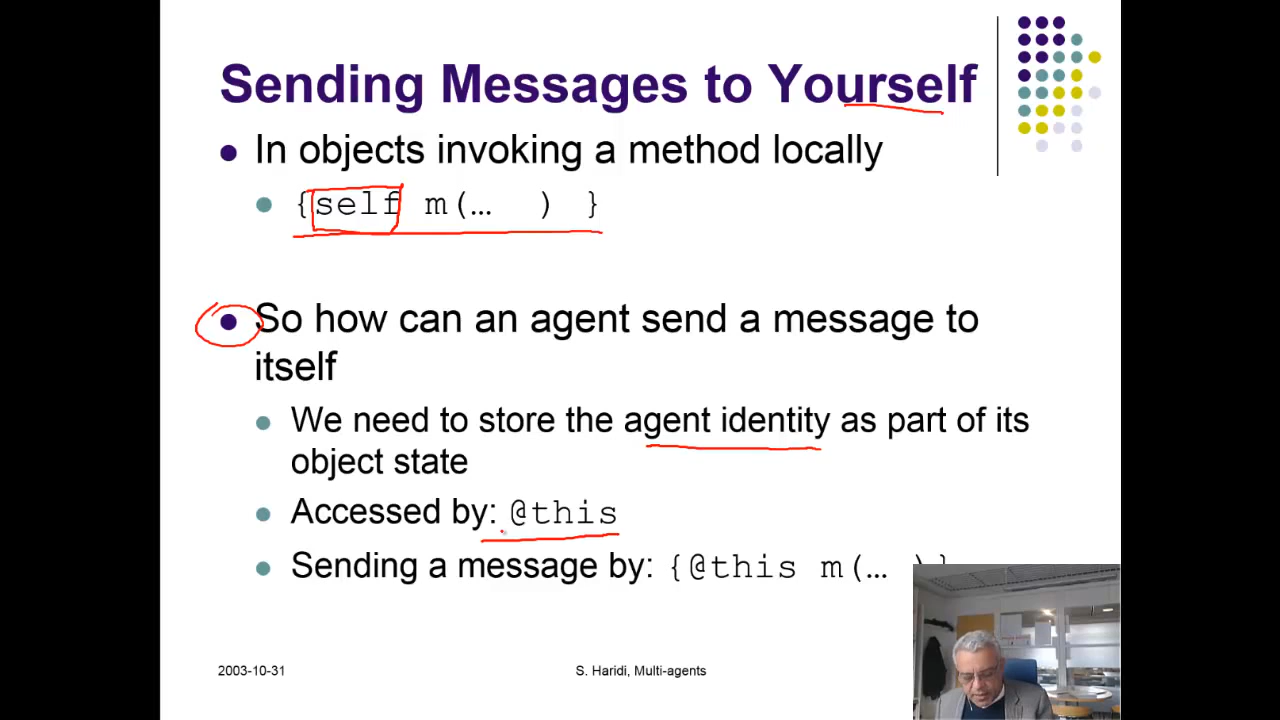 Sending Messages to Yourself
In objects invoking a method locally
{self m(… ) }
So how can an agent send a message to
itself
We need to store the agent identity as part of its
object state
Accessed by: @this
Sending a message by: {@this m(… )}
2003-10-31
S. Haridi, Multi-agents